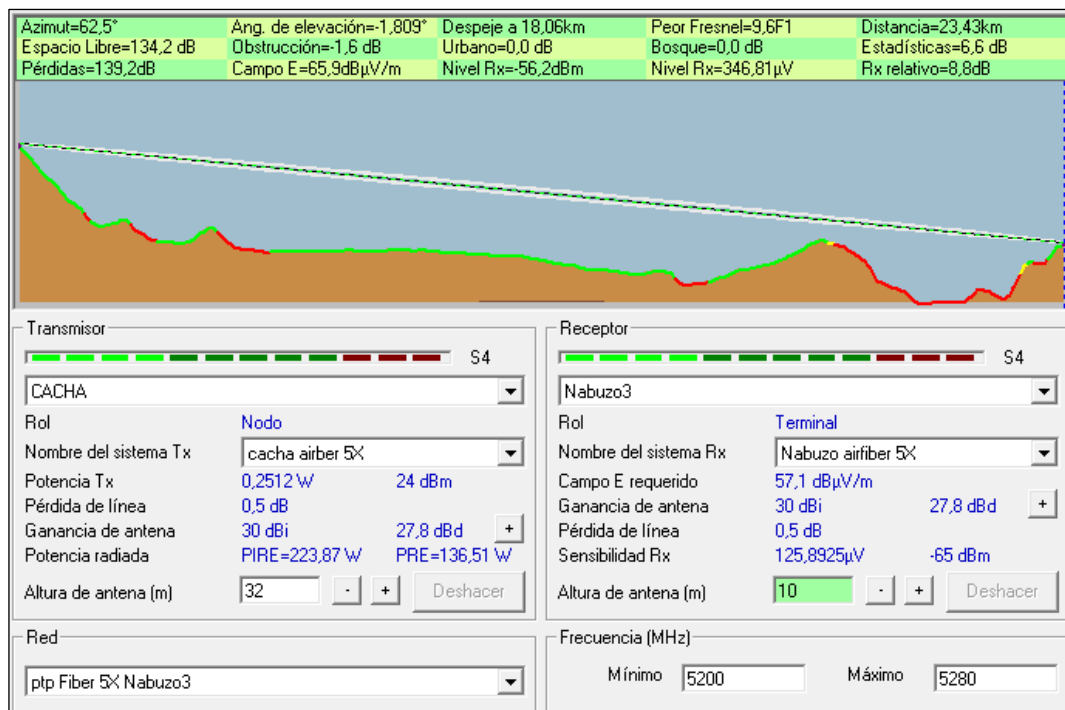 Azimut=62,5° Ang. de elevación=-1,809° Despeje a 18,06km Peor Fresnel=9,6F1 Distancia=23,43km
Espacio Libre=134,2 dB Obstrucción=-1,6 dB Urbano=0,0 dB Bosque=0,0 dB Estadísticas=6,6 dB
Pérdidas=139,2dB Campo E=65,9dBµV/m Nivel Rx=-56,2dBm Nivel Rx=346,81µV Rx relativo=8,8dB
Transmisor
S4
CACHA
Rol Nodo
Nombre del sistema Tx cacha airber 5X
Potencia Tx 0,2512 W 24 dBm
Pérdida de línea 0,5 dB
Ganancia de antena 30 dBi 27,8 dBd +
Potencia radiada PIRE=223,87 W PRE=136,51 W
Altura de antena (m) 32 - + Deshacer
Receptor
S4
Nabuzo3
Rol Terminal
Nombre del sistema Rx Nabuzo airfiber 5X
Campo E requerido 57,1 dBµV/m
Ganancia de antena 30 dBi 27,8 dBd +
Pérdida de línea 0,5 dB
Sensibilidad Rx 125,8925µV -65 dBm
Altura de antena (m) 10 - + Deshacer
Red
ptp Fiber 5X Nabuzo3
Frecuencia (MHz)
Mínimo 5200 Máximo 5280